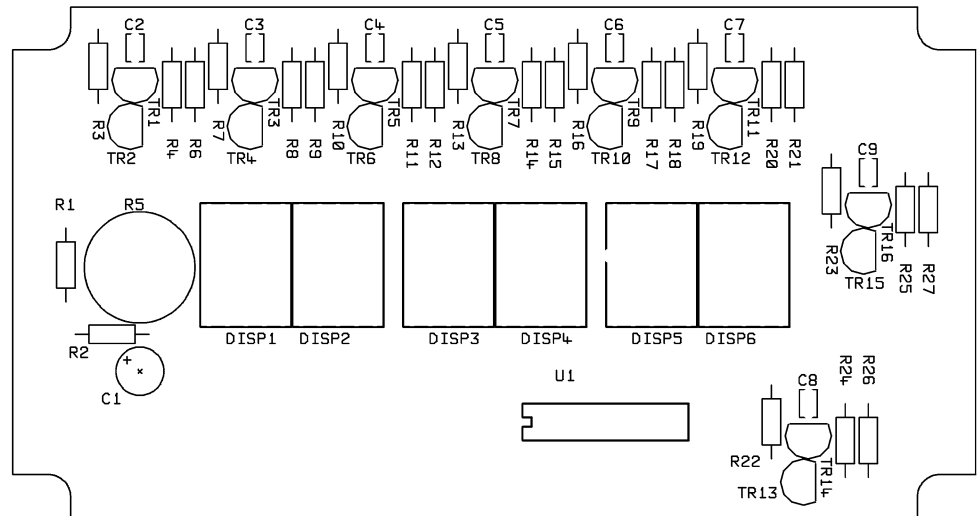 C2 C3 C4 C5 C6 C7
R3 TR1 R4 R6 R7 TR3 R8 R9 R10 TR5 R11 R12 R13 TR7 R14 R15 R16 TR9 R17 R18 R19 TR11 R20 R21
TR2 TR4 TR6 TR8 TR10 TR12
C9
R1 R5
TR16
R23 TR15 R25 R27
DISP1 DISP2 DISP3 DISP4 DISP5 DISP6
R2
+
C1
U1
C8 R24 R26
R22 TR14
TR13